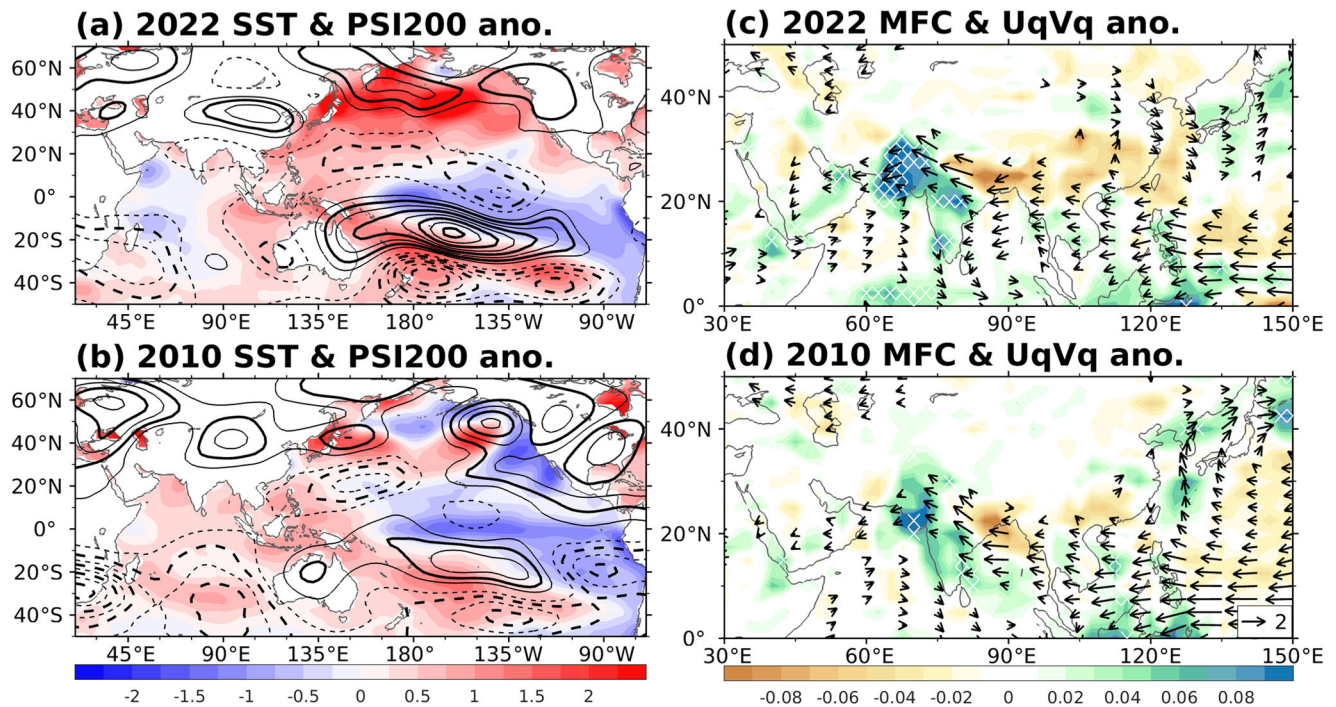 (a) 2022 SST & PSI200 ano.
60°N
40°N
20°N
0°
20°S
40°S
45°E 90°E 135°E 180° 135°W 90°W
(b) 2010 SST & PSI200 ano.
60°N
40°N
20°N
0°
20°S
40°S
45°E 90°E 135°E 180° 135°W 90°W
-2 -1.5 -1 -0.5 0 0.5 1 1.5 2
(c) 2022 MFC & UqVq ano.
40°N
20°N
0°
30°E 60°E 90°E 120°E 150°E
(d) 2010 MFC & UqVq ano.
40°N
20°N
0°
2
30°E 60°E 90°E 120°E 150°E
-0.08 -0.06 -0.04 -0.02 0 0.02 0.04 0.06 0.08